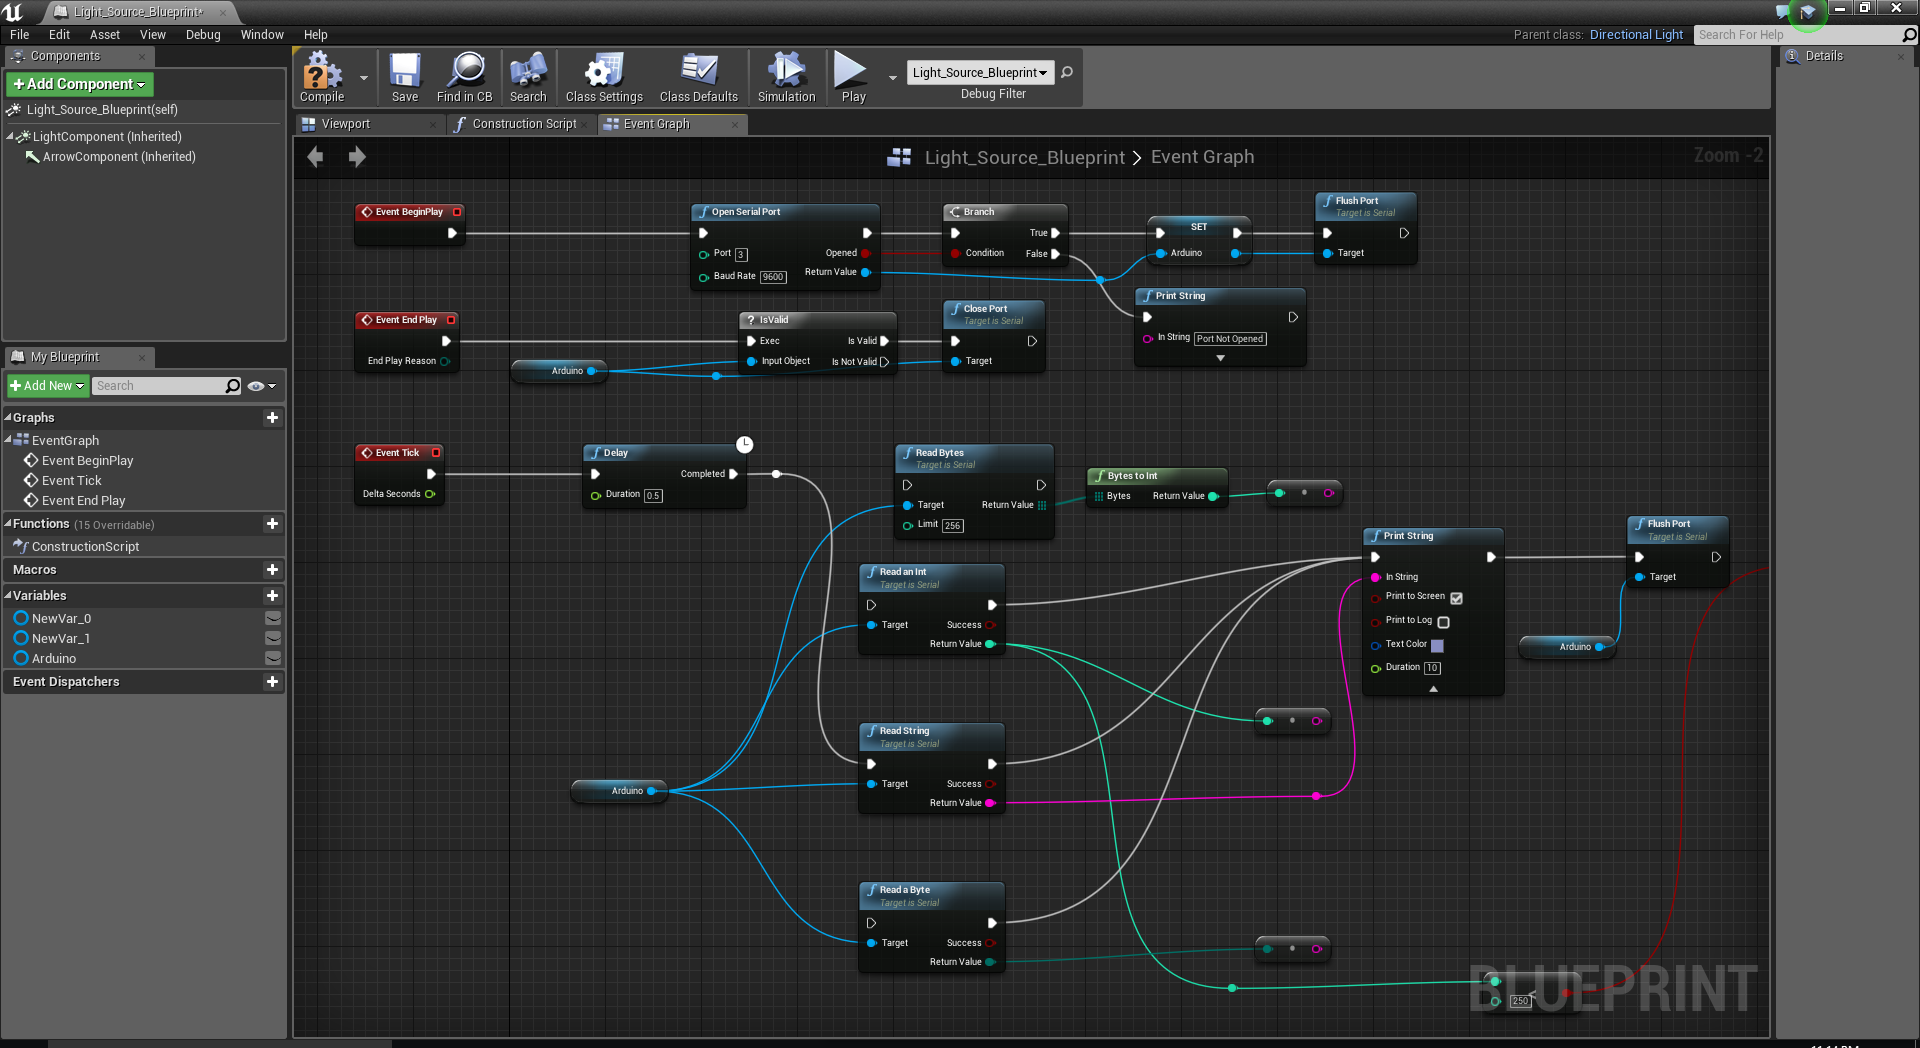 Light_Source_Blueprint*
File Edit Asset View Debug Window Help
Parent class: Directional Light
Search For Help
Components
+Add Component
Light_Source_Blueprint(self)
LightComponent (Inherited)
ArrowComponent (Inherited)
My Blueprint
+Add New
Search
Graphs
EventGraph
Event BeginPlay
Event Tick
Event End Play
Functions (15 Overridable)
ConstructionScript
Macros
Variables
NewVar_0
NewVar_1
Arduino
Event Dispatchers
Compile
Save
Find in CB
Search
Class Settings
Class Defaults
Simulation
Play
Light_Source_Blueprint
Debug Filter
Details
Viewport
Construction Script
Event Graph
Light_Source_Blueprint > Event Graph
Zoom -2
Event BeginPlay
Open Serial Port
Port 3
Opened
Baud Rate 9600
Return Value
Branch
True
Condition
False
SET
Arduino
Flush Port
Target is Serial
Target
Print String
In String Port Not Opened
Event End Play
End Play Reason
Arduino
? IsValid
Exec
Is Valid
Input Object
Is Not Valid
Close Port
Target is Serial
Target
Event Tick
Delta Seconds
Delay
Completed
Duration 0.5
Read Bytes
Target is Serial
Target
Return Value
Limit 256
Bytes to Int
Bytes
Return Value
Read an Int
Target is Serial
Target
Success
Return Value
Print String
In String
Print to Screen
Print to Log
Text Color
Duration 10
Flush Port
Target is Serial
Target
Arduino
Read String
Target is Serial
Target
Success
Return Value
Arduino
Read a Byte
Target is Serial
Target
Success
Return Value
<
250
BLUEPRINT